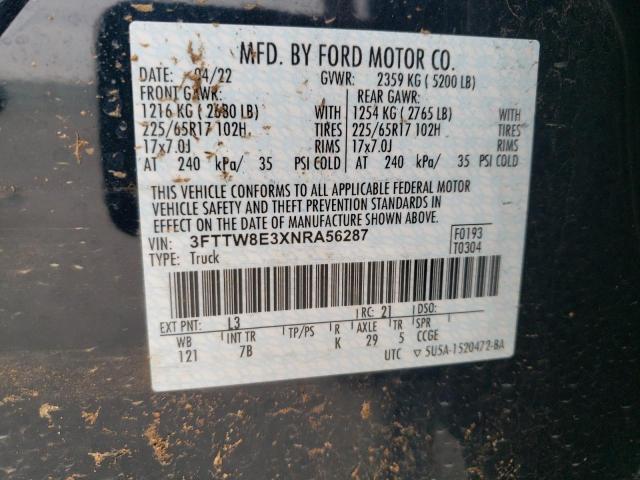 MFD. BY FORD MOTOR CO.
DATE: 04/22 GVWR: 2359 KG ( 5200 LB)
FRONT GAWR: REAR GAWR:
1216 KG ( 2680 LB) WITH 1254 KG ( 2765 LB) WITH
225/65R17 102H TIRES 225/65R17 102H TIRES
17x7.0J RIMS 17x7.0J RIMS
AT 240 kPa/ 35 PSI COLD AT 240 kPa/ 35 PSI COLD
THIS VEHICLE CONFORMS TO ALL APPLICABLE FEDERAL MOTOR
VEHICLE SAFETY AND THEFT PREVENTION STANDARDS IN
EFFECT ON THE DATE OF MANUFACTURE SHOWN ABOVE.
VIN: 3FTTW8E3XNRA56287 F0193
TYPE: Truck T0304
EXT PNT: L3 RC: 21 DSO:
WB INT TR TP/PS R AXLE TR SPR
121 7B K 29 5 CCGE
UTC ▽ 5U5A-1520472-BA